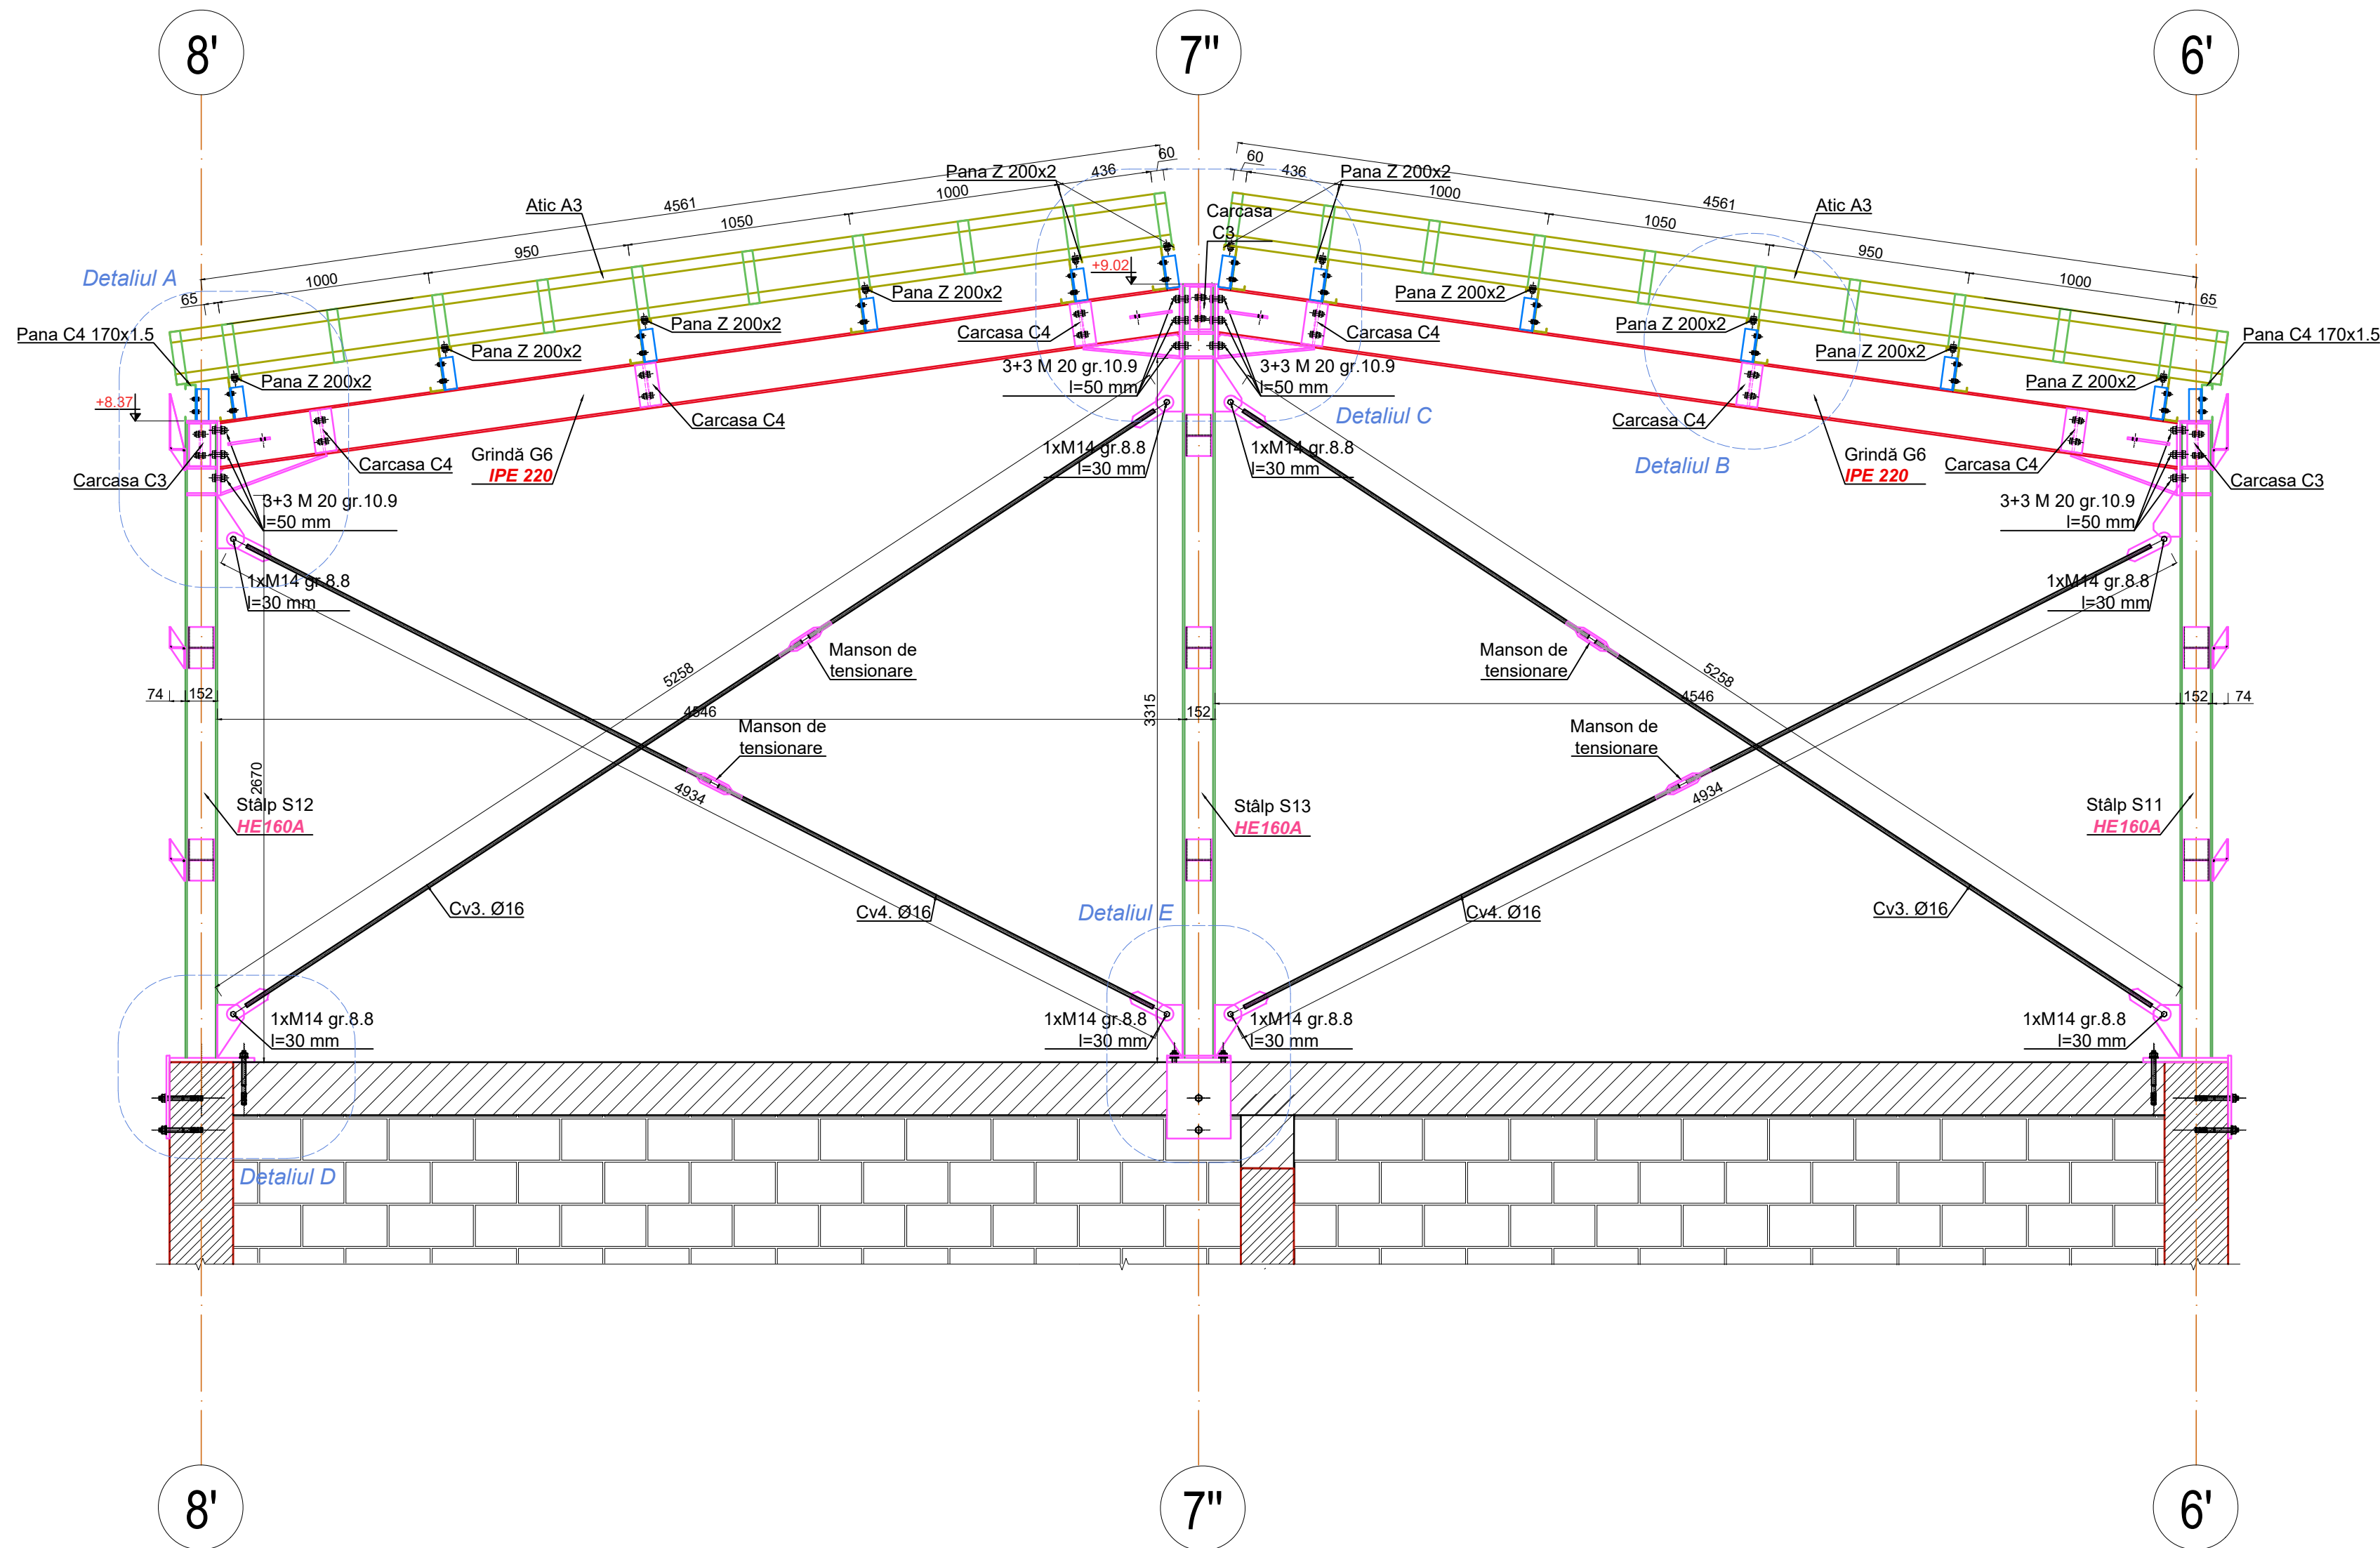 8'
7"
6'
60
60
Pana Z 200x2
436
436
Pana Z 200x2
1000
1000
4561
4561
Atic A3
Carcasa
C3
Atic A3
1050
1050
950
950
+9.02
Detaliul A
1000
1000
65
65
Pana Z 200x2
Pana Z 200x2
Pana C4 170x1.5
Pana Z 200x2
Carcasa C4
Carcasa C4
Pana Z 200x2
Pana C4 170x1.5
Pana Z 200x2
Pana Z 200x2
3+3 M 20 gr.10.9
l=50 mm
3+3 M 20 gr.10.9
l=50 mm
Pana Z 200x2
Pana Z 200x2
+8.37
Carcasa C4
Detaliul C
Carcasa C4
Grindă G6
IPE 220
1xM14 gr.8.8
l=30 mm
1xM14 gr.8.8
l=30 mm
Detaliul B
Grindă G6
IPE 220
Carcasa C3
Carcasa C4
Carcasa C4
Carcasa C3
3+3 M 20 gr.10.9
l=50 mm
3+3 M 20 gr.10.9
l=50 mm
1xM14 gr.8.8
l=30 mm
1xM14 gr.8.8
l=30 mm
Manson de
tensionare
Manson de
tensionare
5258
5258
74
152
4546
3315
152
4546
152
74
Manson de
tensionare
Manson de
tensionare
2670
4934
4934
Stâlp S12
HE160A
Stâlp S13
HE160A
Stâlp S11
HE160A
Cv3. Ø16
Cv4. Ø16
Detaliul E
Cv4. Ø16
Cv3. Ø16
1xM14 gr.8.8
l=30 mm
1xM14 gr.8.8
l=30 mm
1xM14 gr.8.8
l=30 mm
1xM14 gr.8.8
l=30 mm
Detaliul D
8'
7"
6'